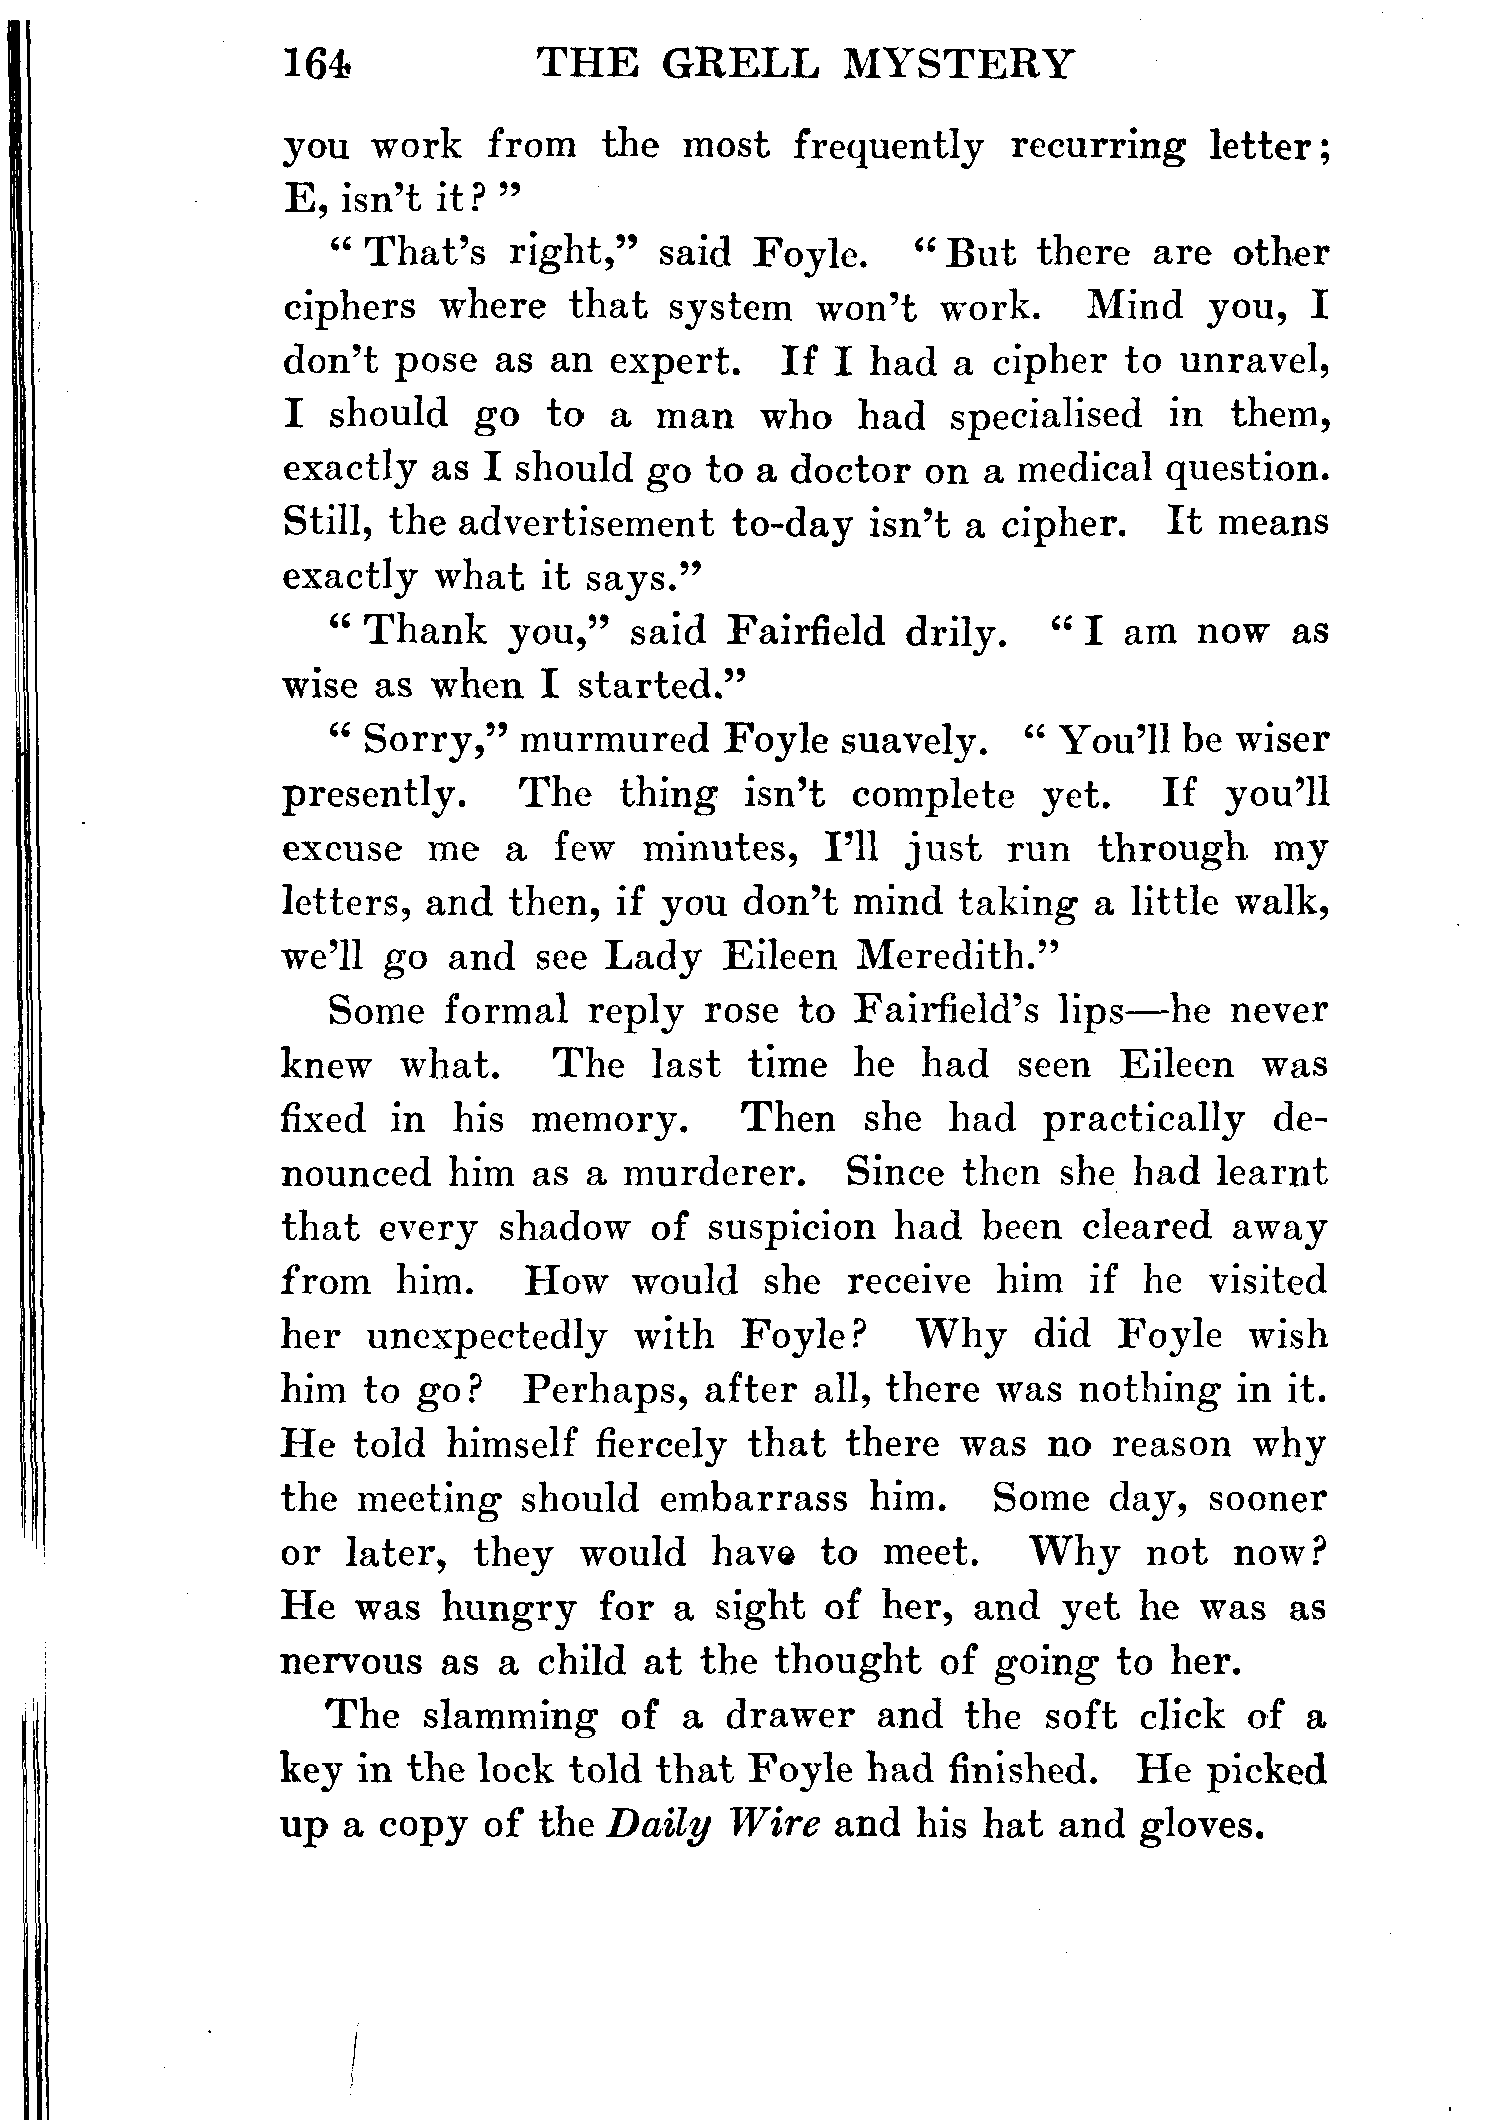 164 THE GRELL MYSTERY
you work from the most frequently recurring letter;
E, isn't it?"
"That's right," said Foyle. "But there are other
ciphers where that system won't work. Mind you, I
don't pose as an expert. If I had a cipher to unravel,
I should go to a man who had specialised in them,
exactly as I should go to a doctor on a medical question.
Still, the advertisement to-day isn't a cipher. It means
exactly what it says."
"Thank you," said Fairfield drily. "I am now as
wise as when I started."
"Sorry," murmured Foyle suavely. "You'll be wiser
presently. The thing isn't complete yet. If you'll
excuse me a few minutes, I'll just run through my
letters, and then, if you don't mind taking a little walk,
we'll go and see Lady Eileen Meredith."
Some formal reply rose to Fairfield's lips—he never
knew what. The last time he had seen Eileen was
fixed in his memory. Then she had practically de-
nounced him as a murderer. Since then she had learnt
that every shadow of suspicion had been cleared away
from him. How would she receive him if he visited
her unexpectedly with Foyle? Why did Foyle wish
him to go? Perhaps, after all, there was nothing in it.
He told himself fiercely that there was no reason why
the meeting should embarrass him. Some day, sooner
or later, they would have to meet. Why not now?
He was hungry for a sight of her, and yet he was as
nervous as a child at the thought of going to her.
The slamming of a drawer and the soft click of a
key in the lock told that Foyle had finished. He picked
up a copy of the Daily Wire and his hat and gloves.